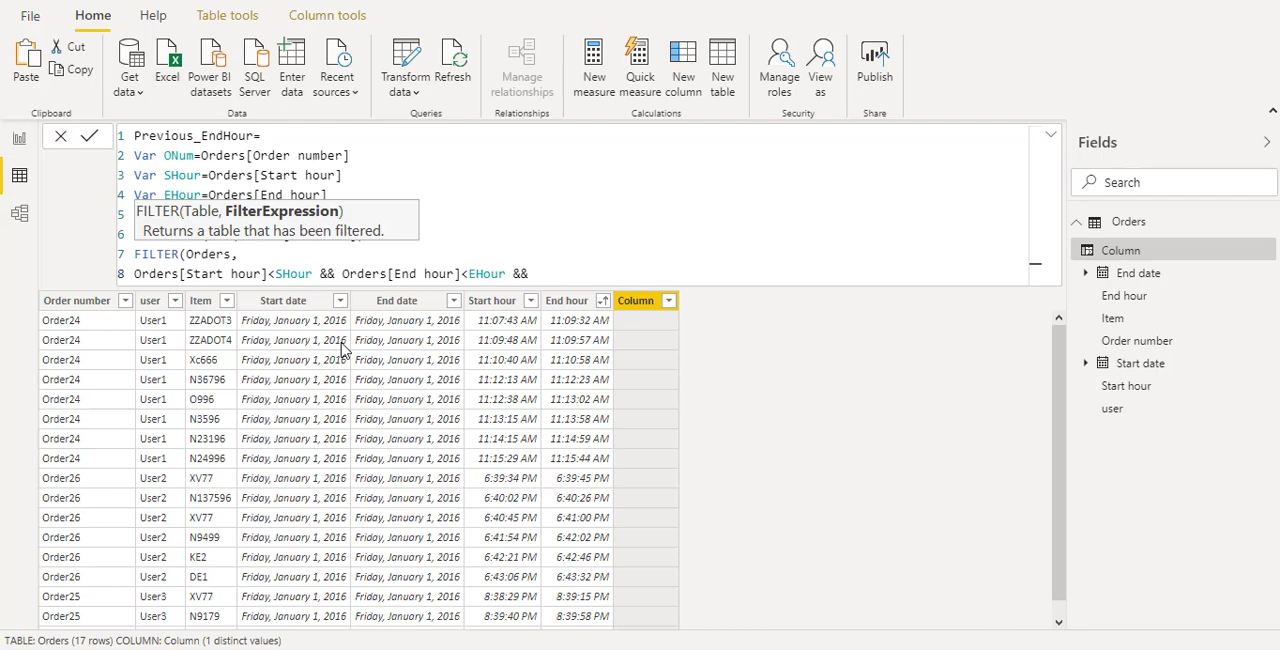 File Home Help Table tools Column tools
Cut
Copy
Paste
Get data
Excel
Power BI datasets
SQL Server
Enter data
Recent sources
Transform data
Refresh
Manage relationships
New measure
Quick measure
New column
New table
Manage roles
View as
Publish
Clipboard Data Queries Relationships Calculations Security Share
1 Previous_EndHour=
2 Var ONum=Orders[Order number]
3 Var SHour=Orders[Start hour]
4 Var EHour=Orders[End hour]
5
FILTER(Table, FilterExpression)
Returns a table that has been filtered.
6
7 FILTER(Orders,
8 Orders[Start hour]<SHour && Orders[End hour]<EHour &&
Order number user Item Start date End date Start hour End hour Column
Order24 User1 ZZADOT3 Friday, January 1, 2016 Friday, January 1, 2016 11:07:43 AM 11:09:32 AM
Order24 User1 ZZADOT4 Friday, January 1, 2016 Friday, January 1, 2016 11:09:48 AM 11:09:57 AM
Order24 User1 Xc666 Friday, January 1, 2016 Friday, January 1, 2016 11:10:40 AM 11:10:58 AM
Order24 User1 N36796 Friday, January 1, 2016 Friday, January 1, 2016 11:12:13 AM 11:12:23 AM
Order24 User1 O996 Friday, January 1, 2016 Friday, January 1, 2016 11:12:38 AM 11:13:02 AM
Order24 User1 N3596 Friday, January 1, 2016 Friday, January 1, 2016 11:13:15 AM 11:13:58 AM
Order24 User1 N23196 Friday, January 1, 2016 Friday, January 1, 2016 11:14:15 AM 11:14:59 AM
Order24 User1 N24996 Friday, January 1, 2016 Friday, January 1, 2016 11:15:29 AM 11:15:44 AM
Order26 User2 XV77 Friday, January 1, 2016 Friday, January 1, 2016 6:39:34 PM 6:39:45 PM
Order26 User2 N137596 Friday, January 1, 2016 Friday, January 1, 2016 6:40:02 PM 6:40:26 PM
Order26 User2 XV77 Friday, January 1, 2016 Friday, January 1, 2016 6:40:45 PM 6:41:00 PM
Order26 User2 N9499 Friday, January 1, 2016 Friday, January 1, 2016 6:41:54 PM 6:42:02 PM
Order26 User2 KE2 Friday, January 1, 2016 Friday, January 1, 2016 6:42:21 PM 6:42:46 PM
Order26 User2 DE1 Friday, January 1, 2016 Friday, January 1, 2016 6:43:06 PM 6:43:32 PM
Order25 User3 XV77 Friday, January 1, 2016 Friday, January 1, 2016 8:38:29 PM 8:39:15 PM
Order25 User3 N9179 Friday, January 1, 2016 Friday, January 1, 2016 8:39:40 PM 8:39:58 PM
Fields
Search
Orders
Column
End date
End hour
Item
Order number
Start date
Start hour
user
TABLE: Orders (17 rows) COLUMN: Column (1 distinct values)